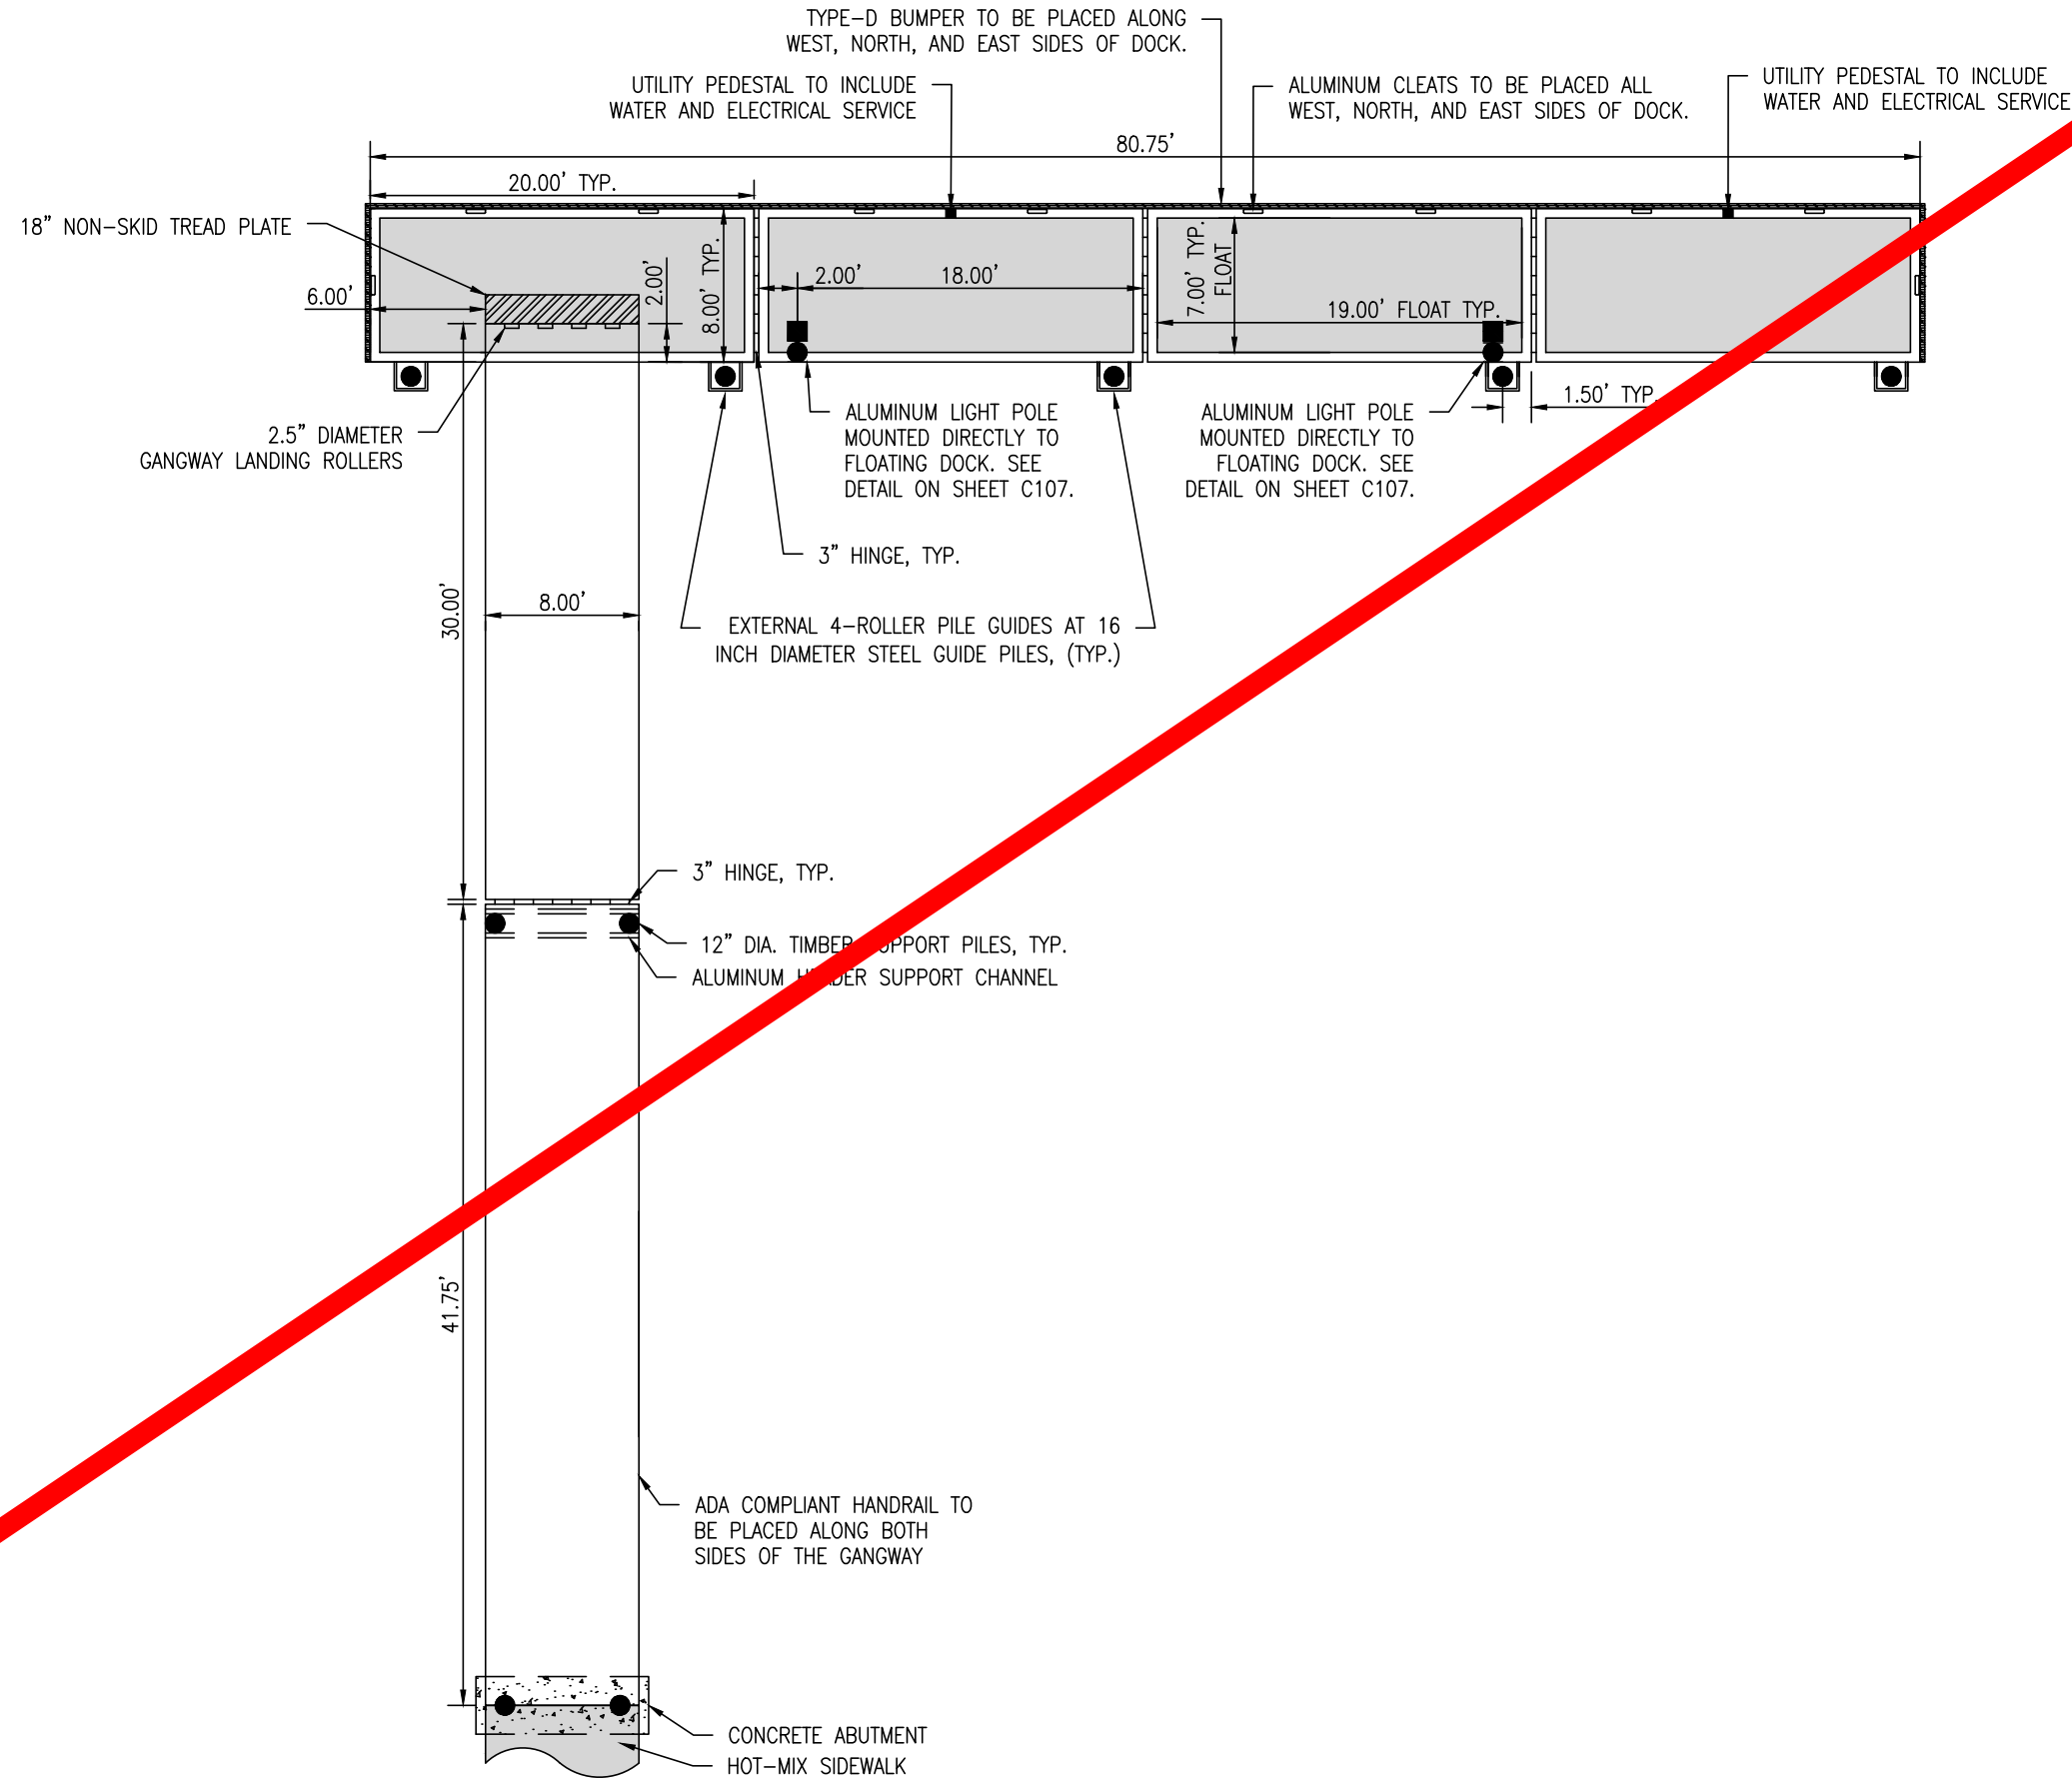 TYPE-D BUMPER TO BE PLACED ALONG
WEST, NORTH, AND EAST SIDES OF DOCK.
UTILITY PEDESTAL TO INCLUDE
WATER AND ELECTRICAL SERVICE
ALUMINUM CLEATS TO BE PLACED ALL
WEST, NORTH, AND EAST SIDES OF DOCK.
UTILITY PEDESTAL TO INCLUDE
WATER AND ELECTRICAL SERVICE
80.75'
20.00' TYP.
18" NON-SKID TREAD PLATE
6.00'
2.00'
8.00' TYP.
2.00'
18.00'
7.00' TYP.
FLOAT
19.00' FLOAT TYP.
1.50' TYP.
2.5" DIAMETER
GANGWAY LANDING ROLLERS
ALUMINUM LIGHT POLE
MOUNTED DIRECTLY TO
FLOATING DOCK. SEE
DETAIL ON SHEET C107.
ALUMINUM LIGHT POLE
MOUNTED DIRECTLY TO
FLOATING DOCK. SEE
DETAIL ON SHEET C107.
3" HINGE, TYP.
30.00'
8.00'
EXTERNAL 4-ROLLER PILE GUIDES AT 16
INCH DIAMETER STEEL GUIDE PILES, (TYP.)
3" HINGE, TYP.
12" DIA. TIMBER SUPPORT PILES, TYP.
ALUMINUM SUPPORT CHANNEL
41.75'
ADA COMPLIANT HANDRAIL TO
BE PLACED ALONG BOTH
SIDES OF THE GANGWAY
CONCRETE ABUTMENT
HOT-MIX SIDEWALK